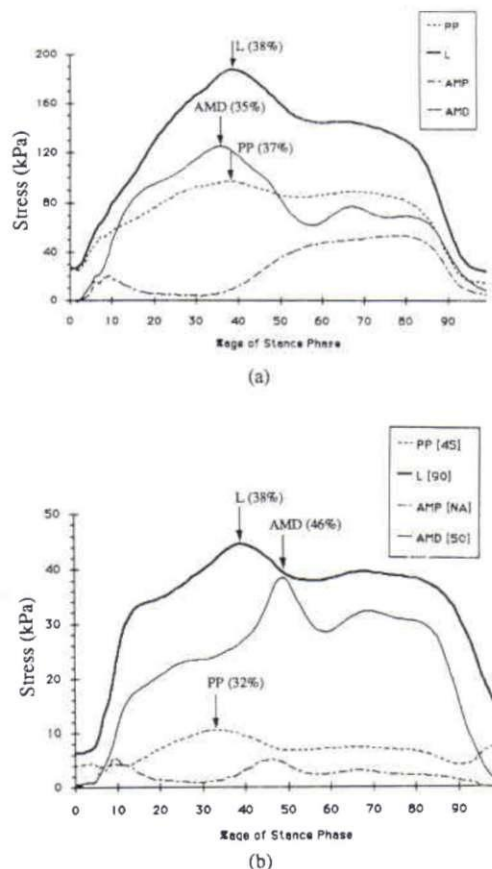 PP
L
AMP
AMD
L (38%)
AMD (35%)
PP (37%)
Stress (kPa)
200
160
120
80
40
0
0 10 20 30 40 50 60 70 80 90
%age of Stance Phase
(a)
PP [45]
L [90]
AMP [NA]
AMD [50]
L (38%)
AMD (46%)
PP (32%)
Stress (kPa)
50
40
30
20
10
0
0 10 20 30 40 50 60 70 80 90
%age of Stance Phase
(b)